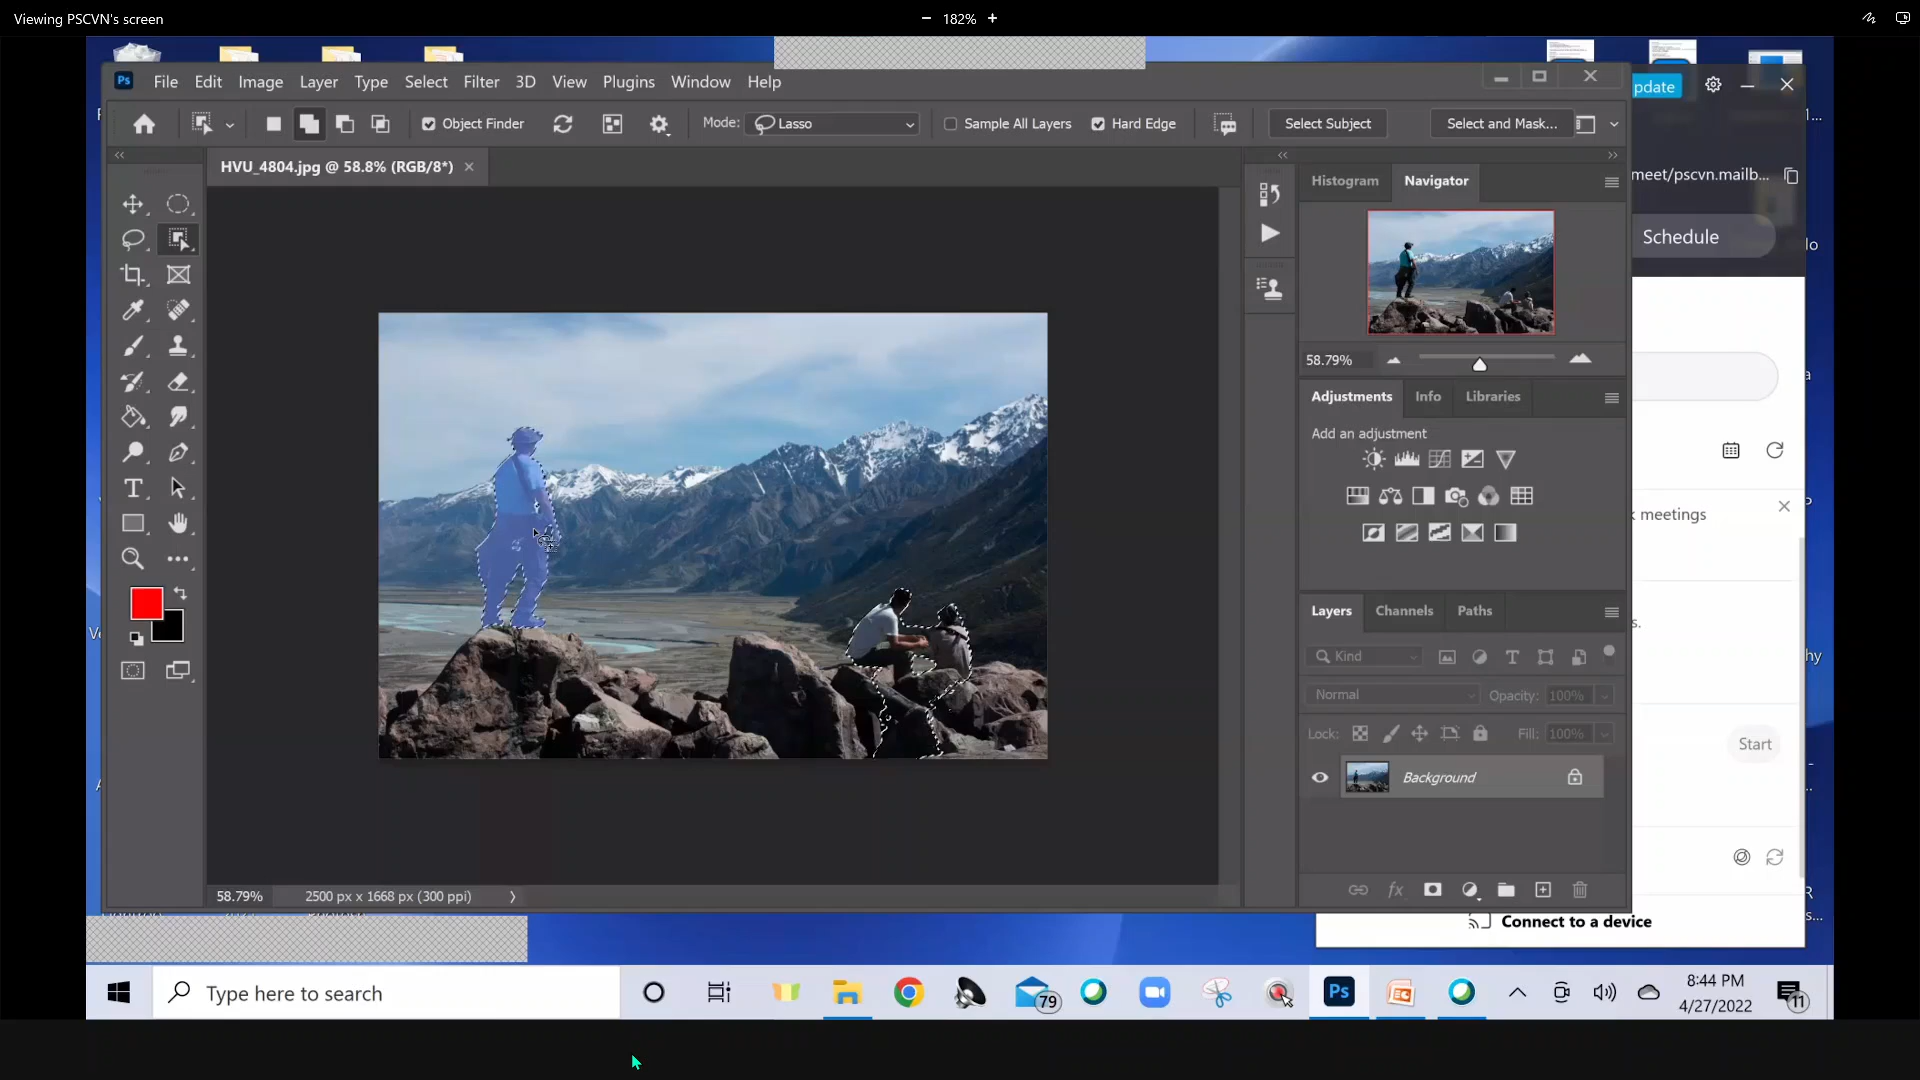 Viewing PSCVN's screen
− 182% +
Ps File Edit Image Layer Type Select Filter 3D View Plugins Window Help
pdate
Object Finder
Mode: Lasso
Sample All Layers
Hard Edge
Select Subject
Select and Mask...
HVU_4804.jpg @ 58.8% (RGB/8*) ×
Histogram Navigator
meet/pscvn.mailb...
Schedule
58.79%
Adjustments Info Libraries
Add an adjustment
meetings
Layers Channels Paths
Kind
Normal Opacity: 100%
Lock: Fill: 100%
Start
Background
58.79% 2500 px x 1668 px (300 ppi)
Connect to a device
Type here to search
79
Ps
8:44 PM
4/27/2022
11